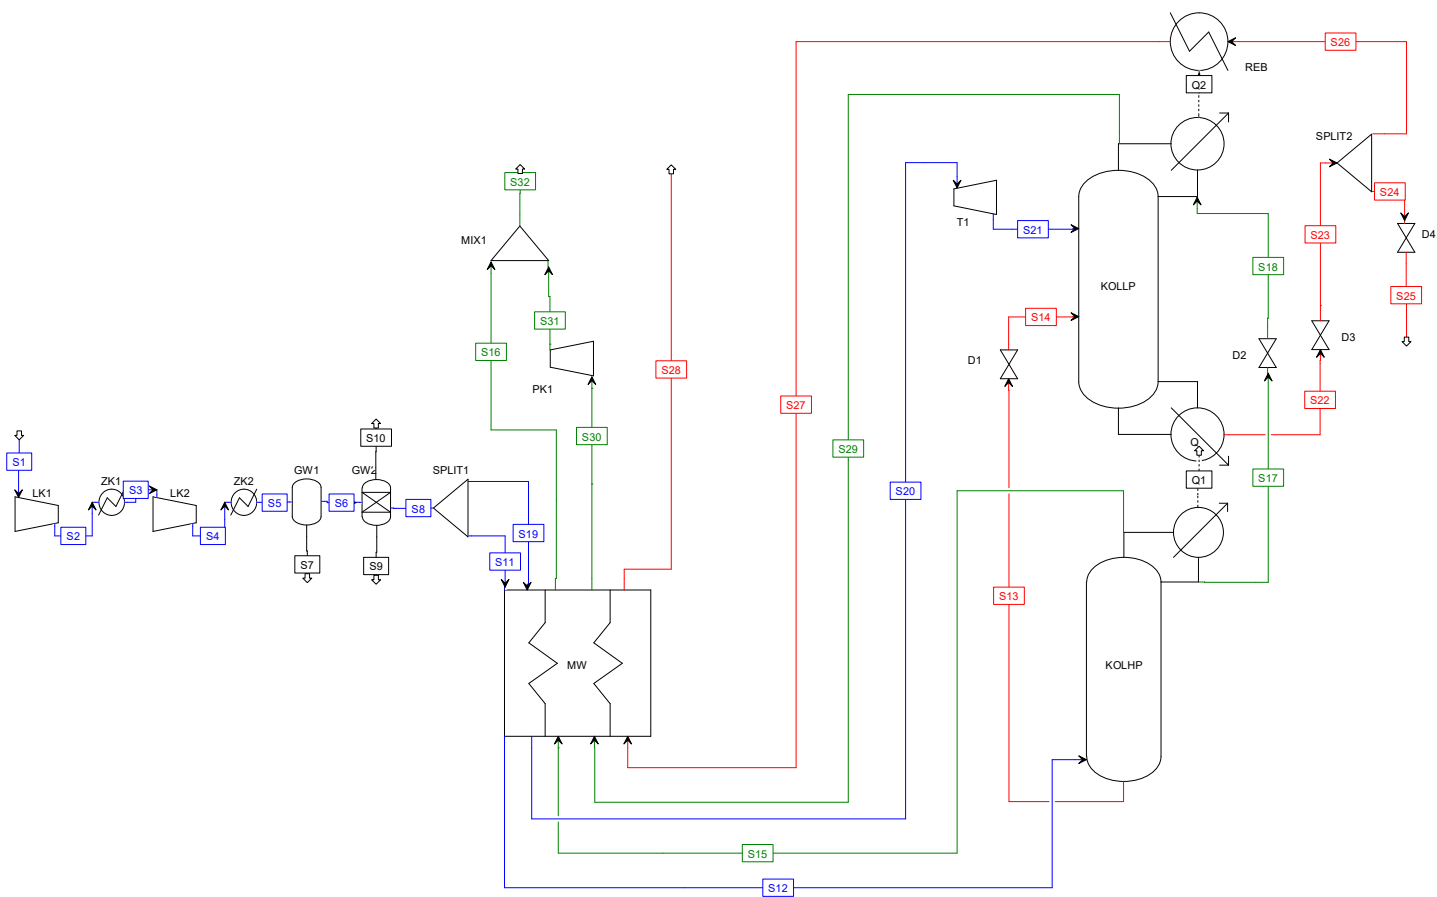 S26
REB
Q2
SPLIT2
S32
S24
T1
S21
MIX1
S23
D4
S18
KOLLP
S25
S31
S14
D3
S16
D2
D1
S28
PK1
S27
S22
S30
Q
S10
S29
S1
ZK1
GW1
GW2
SPLIT1
S17
Q1
LK1
S3
LK2
ZK2
S5
S6
S8
S20
S2
S4
S19
S7
S9
S11
S13
MW
KOLHP
S15
S12